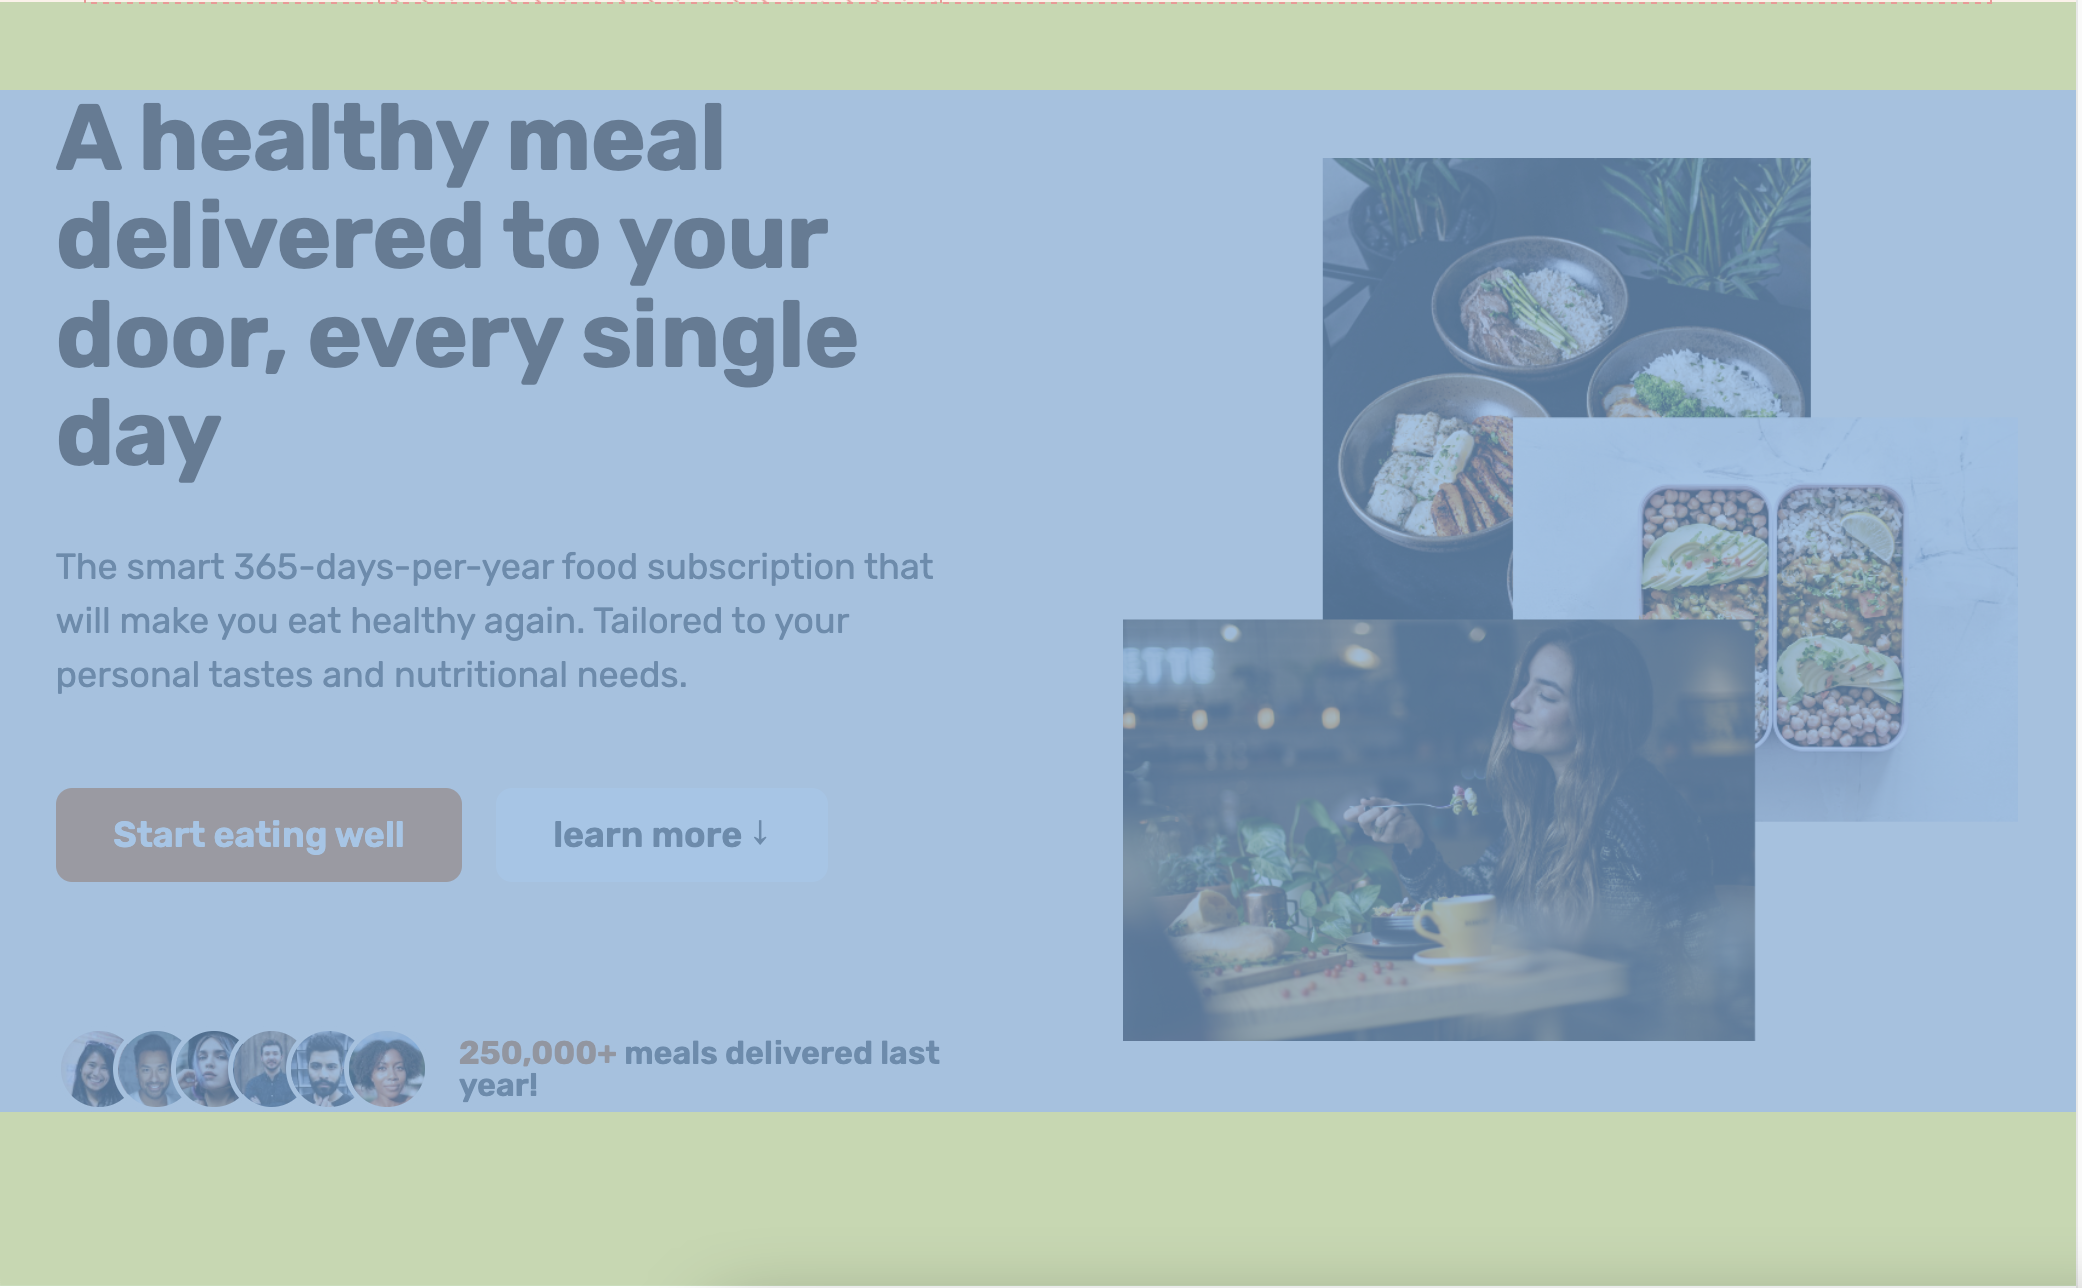 A healthy meal
delivered to your
door, every single
day
The smart 365-days-per-year food subscription that
will make you eat healthy again. Tailored to your
personal tastes and nutritional needs.
Start eating well
learn more ↓
ETTE
250,000+ meals delivered last
year!